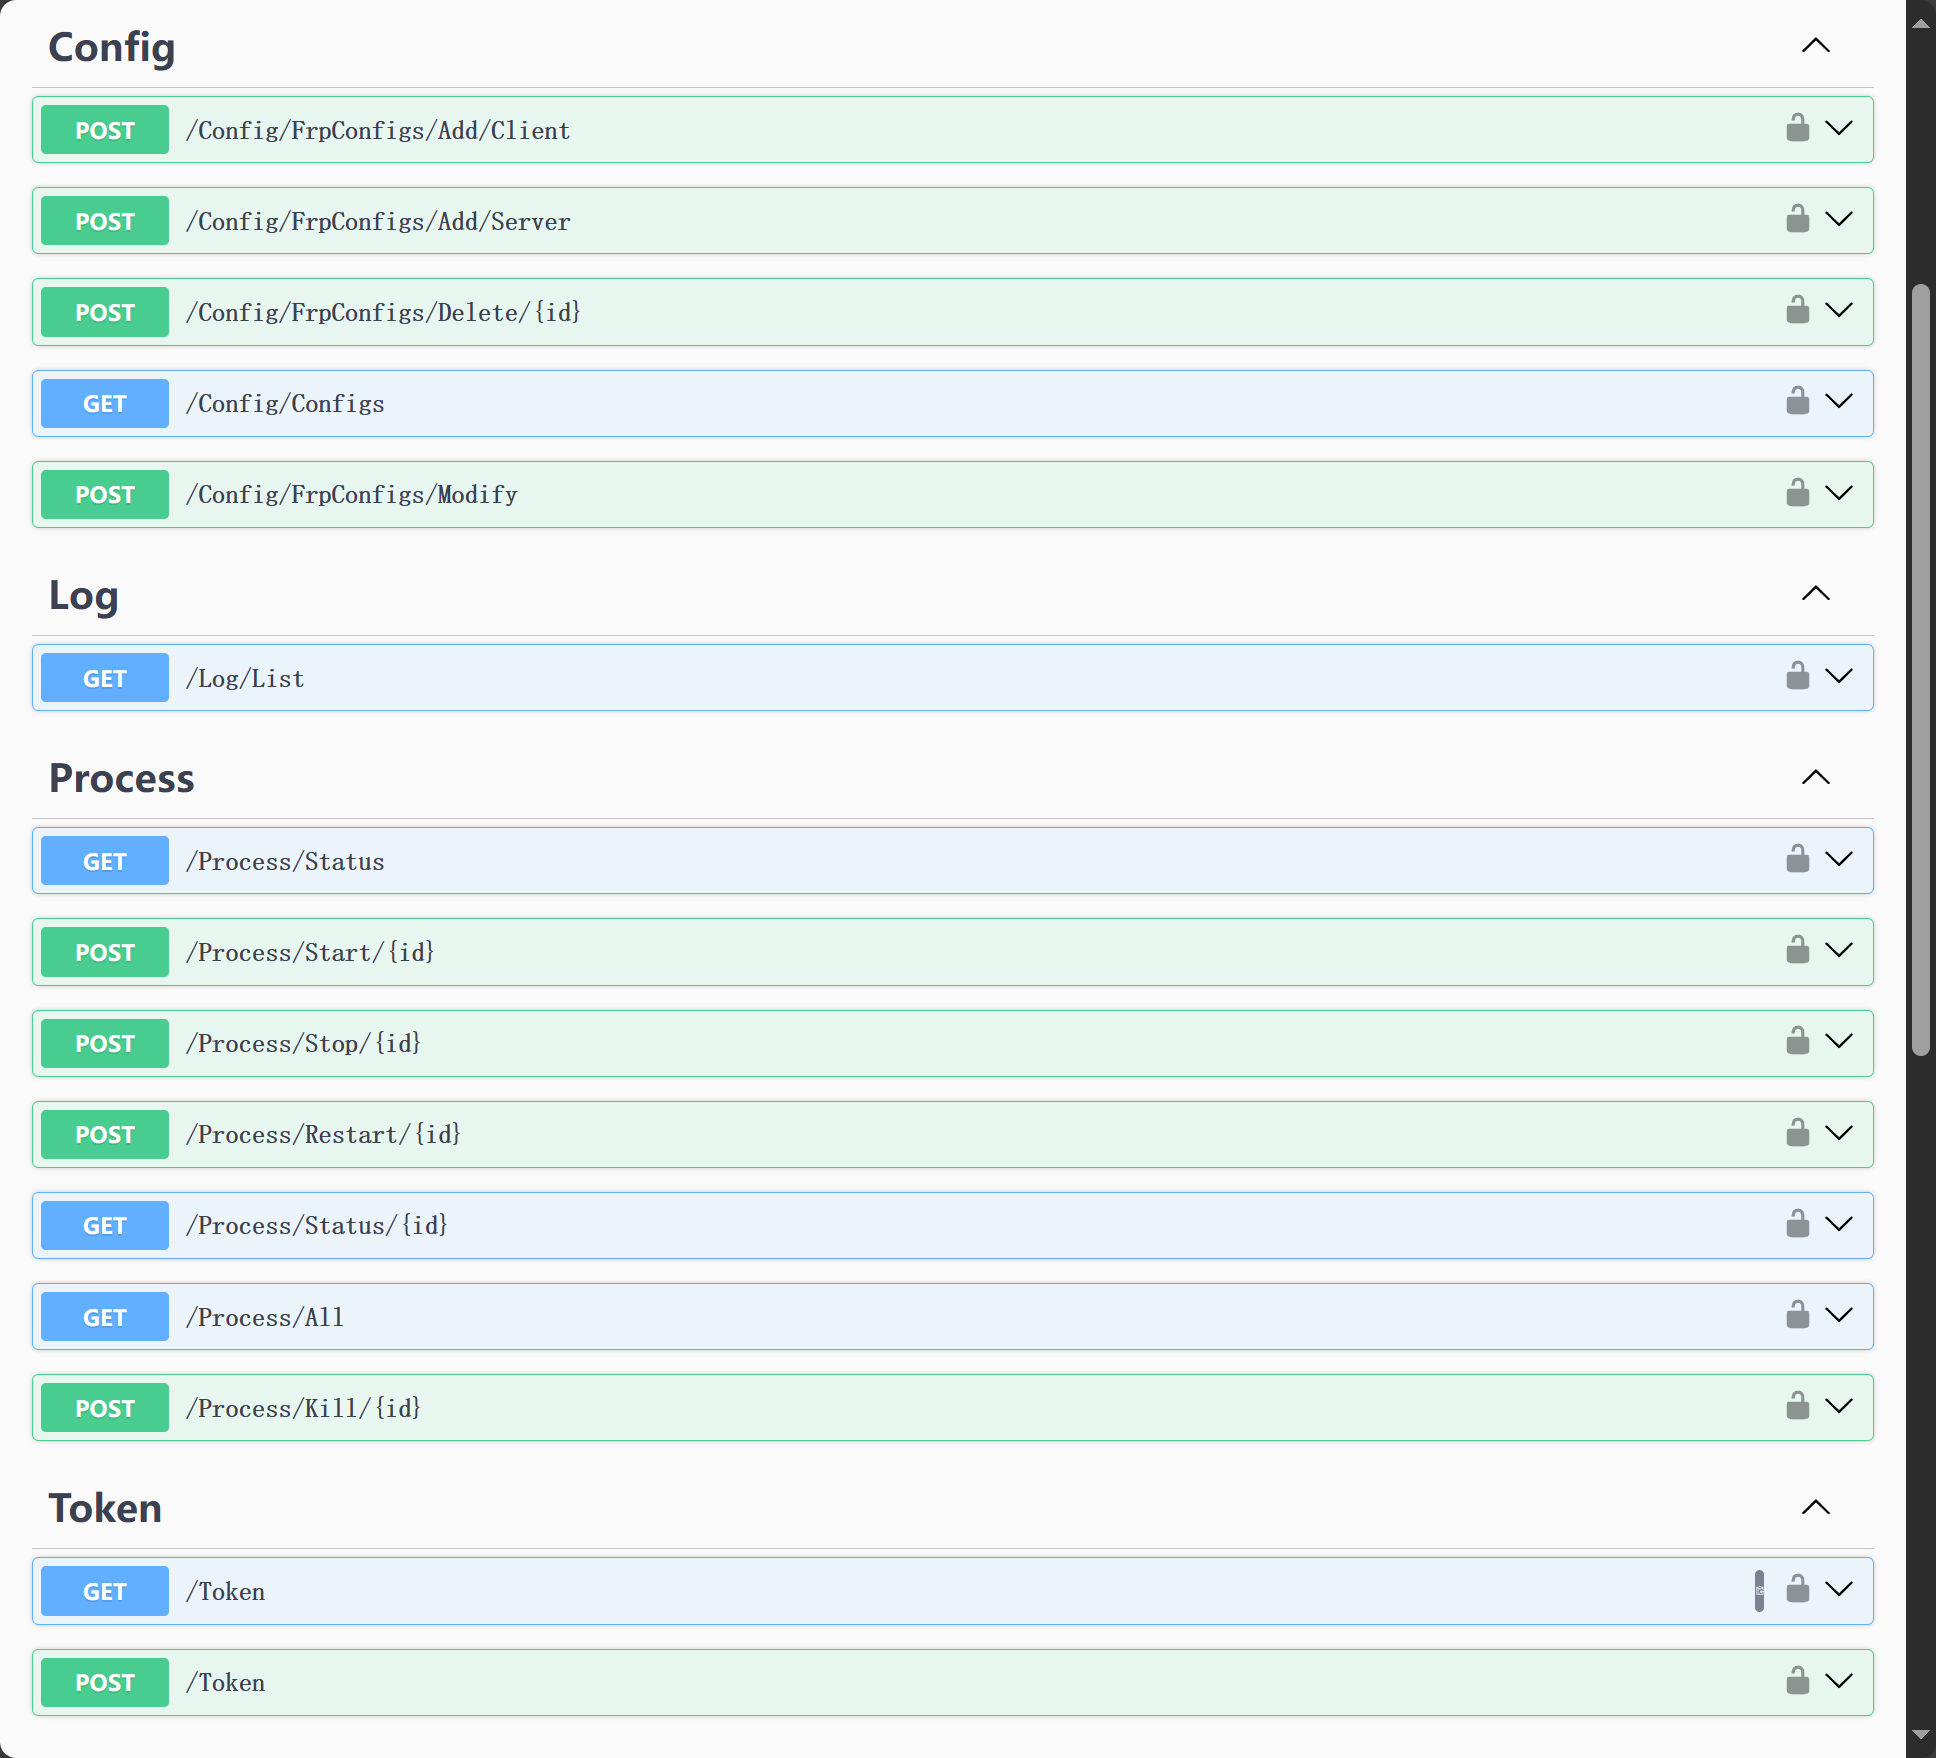 Config
POST /Config/FrpConfigs/Add/Client
POST /Config/FrpConfigs/Add/Server
POST /Config/FrpConfigs/Delete/{id}
GET /Config/Configs
POST /Config/FrpConfigs/Modify
Log
GET /Log/List
Process
GET /Process/Status
POST /Process/Start/{id}
POST /Process/Stop/{id}
POST /Process/Restart/{id}
GET /Process/Status/{id}
GET /Process/All
POST /Process/Kill/{id}
Token
GET /Token
POST /Token